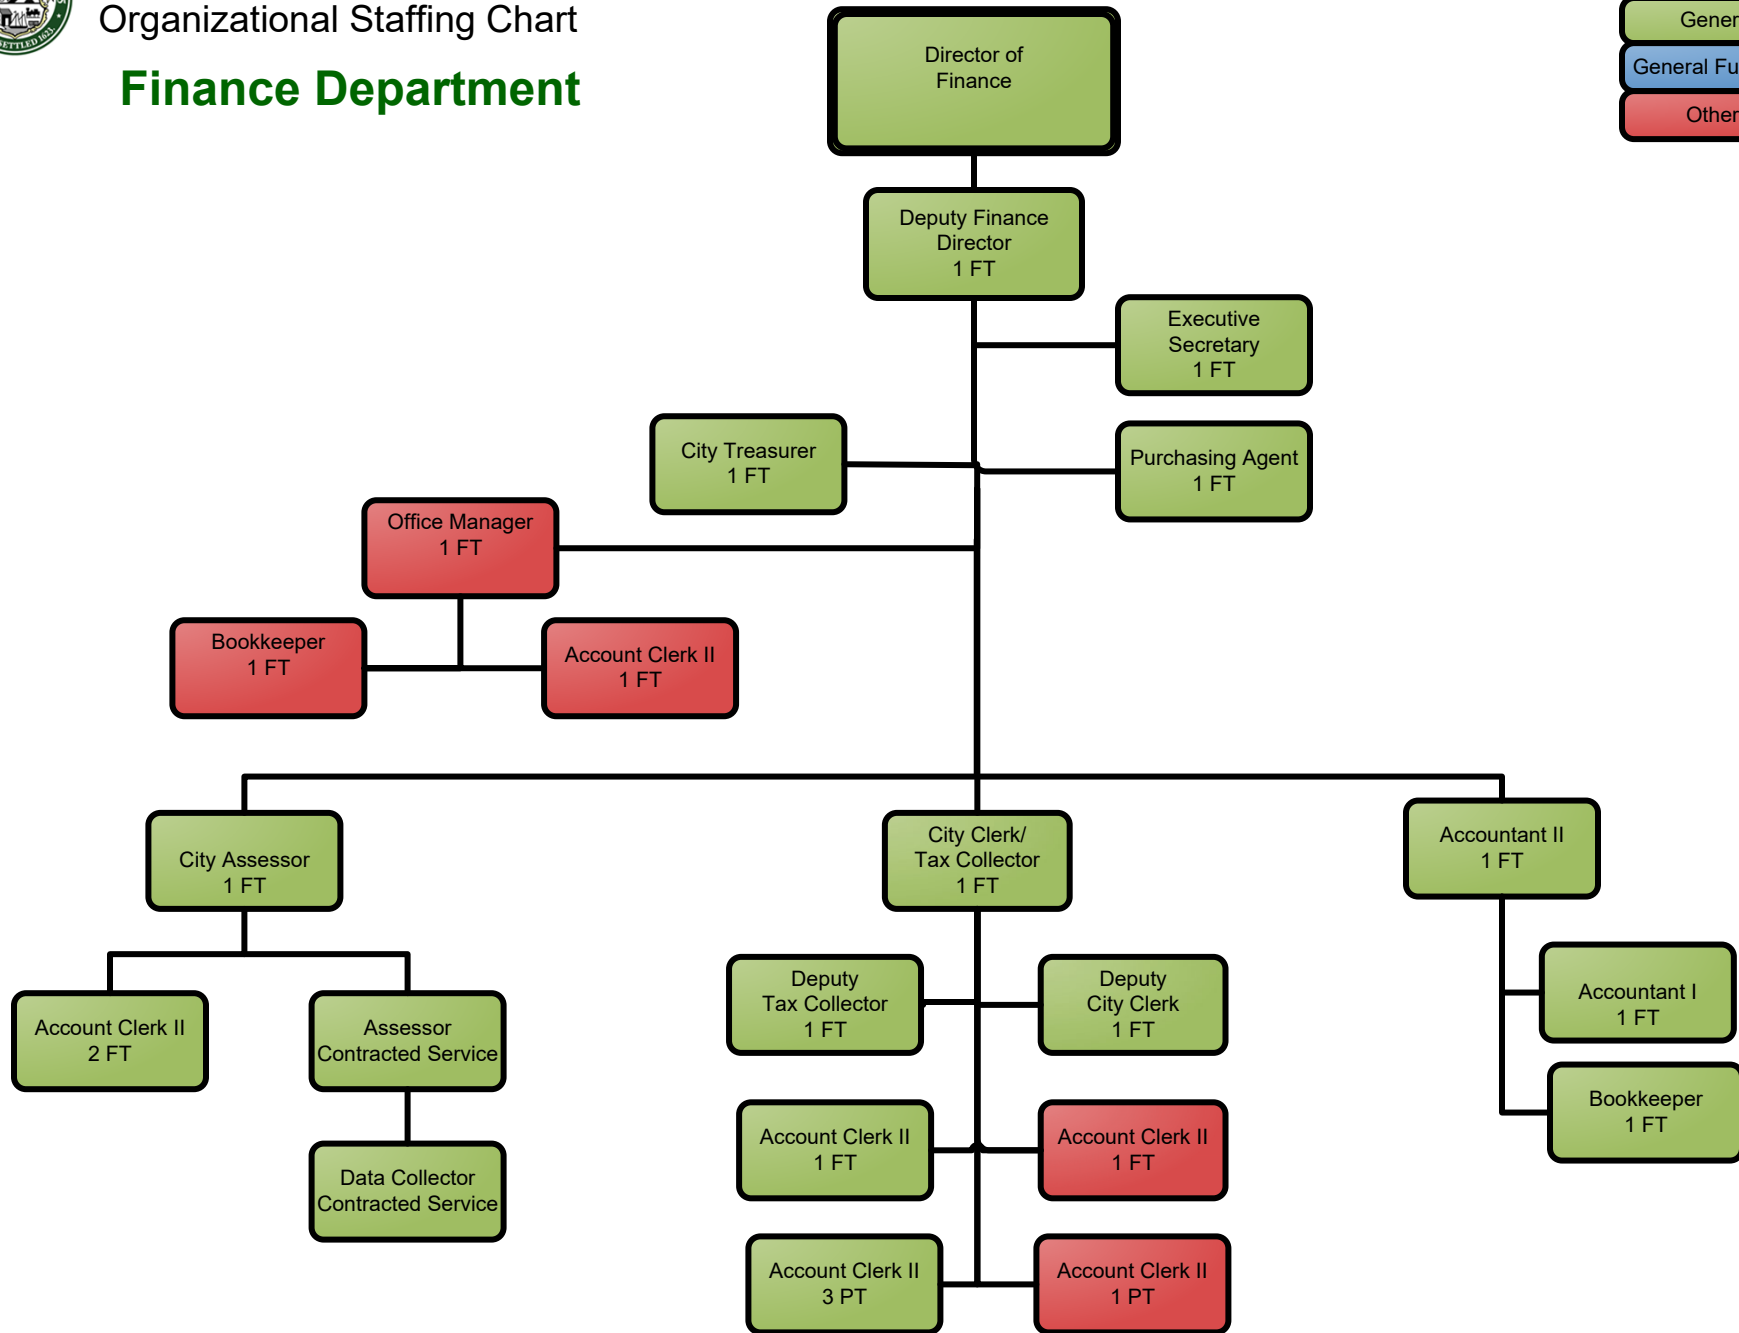 SETTLED 1623
Organizational Staffing Chart
Finance Department
Director of
Finance
General Fu
Other
Deputy Finance
Director
1 FT
Executive
Secretary
1 FT
City Treasurer
1 FT
Purchasing Agent
1 FT
Office Manager
1 FT
Bookkeeper
1 FT
Account Clerk II
1 FT
City Assessor
1 FT
City Clerk/
Tax Collector
1 FT
Accountant II
1 FT
Account Clerk II
2 FT
Assessor
Contracted Service
Data Collector
Contracted Service
Deputy
Tax Collector
1 FT
Deputy
City Clerk
1 FT
Accountant I
1 FT
Bookkeeper
1 FT
Account Clerk II
1 FT
Account Clerk II
1 FT
Account Clerk II
3 PT
Account Clerk II
1 PT